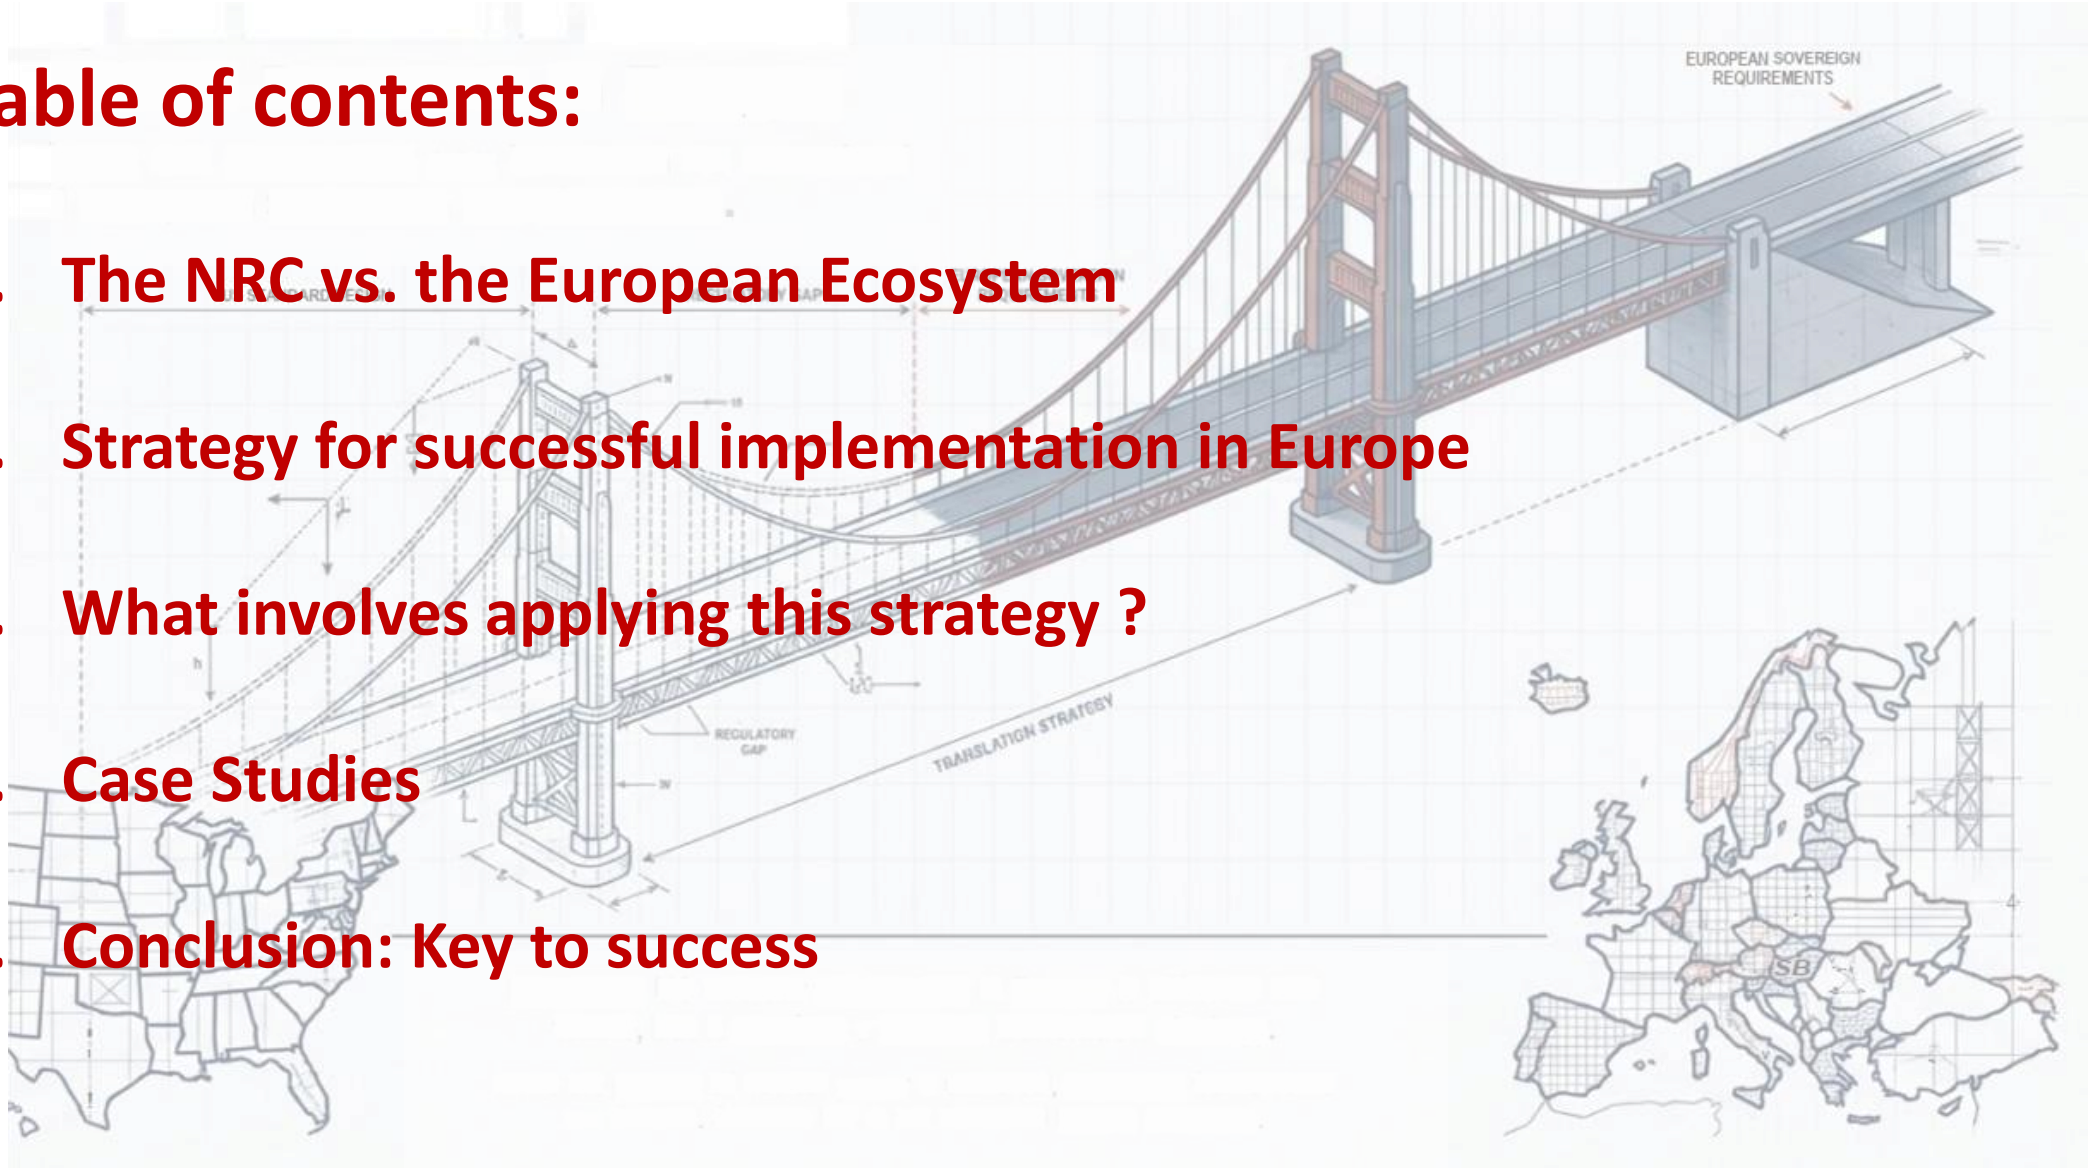 able of contents:
EUROPEAN SOVEREIGN
REQUIREMENTS
. The NRC vs. the European Ecosystem
. Strategy for successful implementation in Europe
. What involves applying this strategy ?
h
REGULATORY
GAP
TRANSLATION STRATEGY
. Case Studies
. Conclusion: Key to success
SB